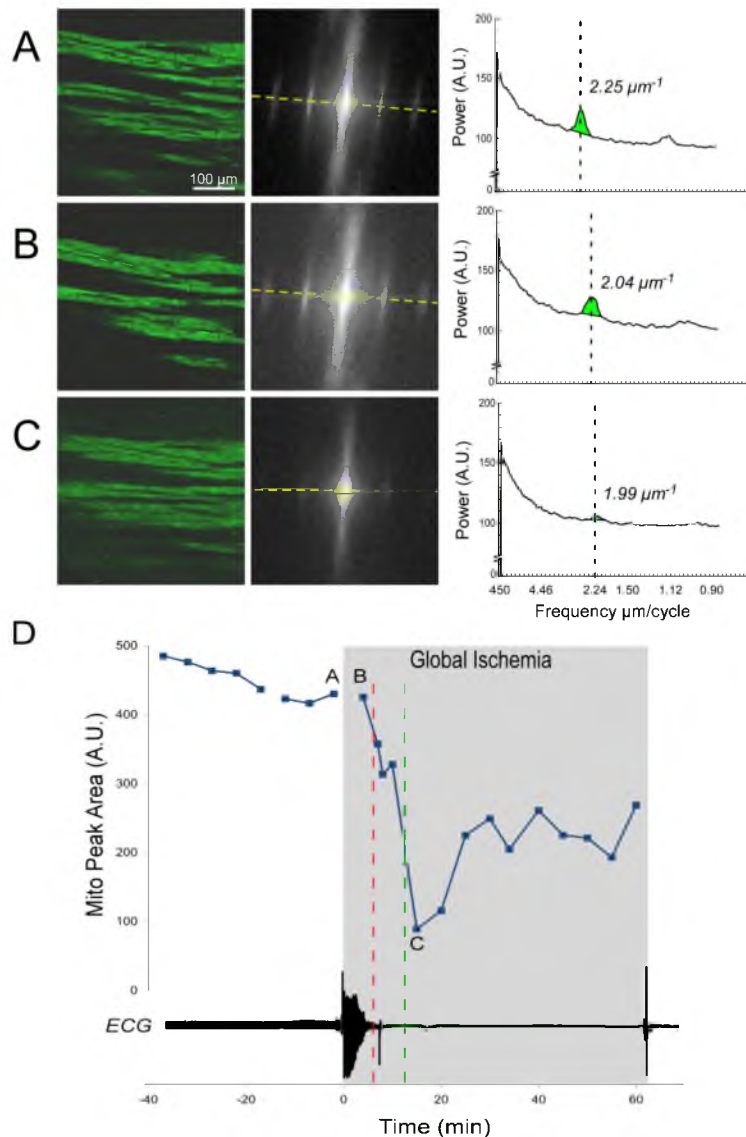 A
100 µm
Power (A.U.)
200
150
100
0
2.25 µm-1
B
Power (A.U.)
200
150
100
0
2.04 µm-1
C
Power (A.U.)
200
150
100
0
1.99 µm-1
450 4.46 2.24 1.50 1.12 0.90
Frequency µm/cycle
D
Mito Peak Area (A.U.)
500
400
300
200
100
0
Global Ischemia
A
B
C
ECG
-40 -20 0 20 40 60
Time (min)